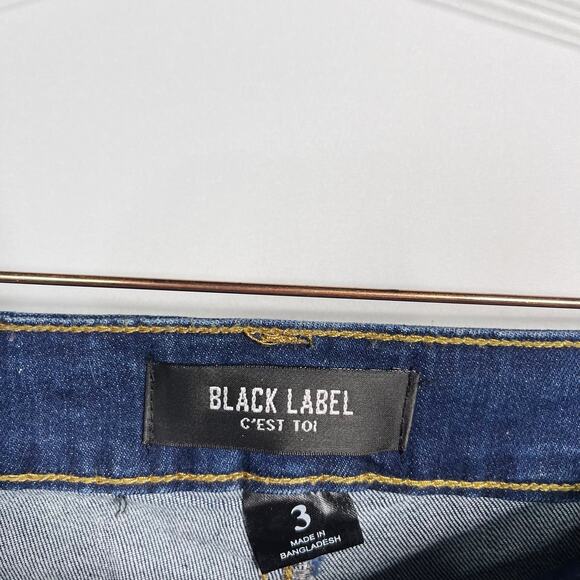 BLACK LABEL
C'EST TOI
3
MADE IN
BANGLADESH